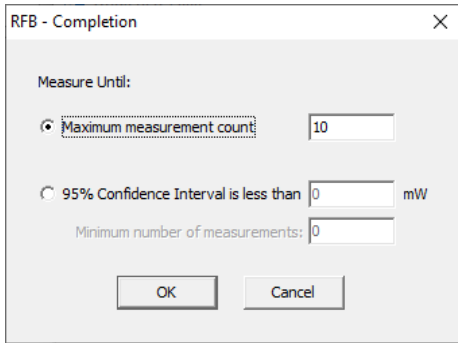 RFB - Completion
Measure Until:
Maximum measurement count 10
95% Confidence Interval is less than 0 mW
Minimum number of measurements: 0
OK Cancel